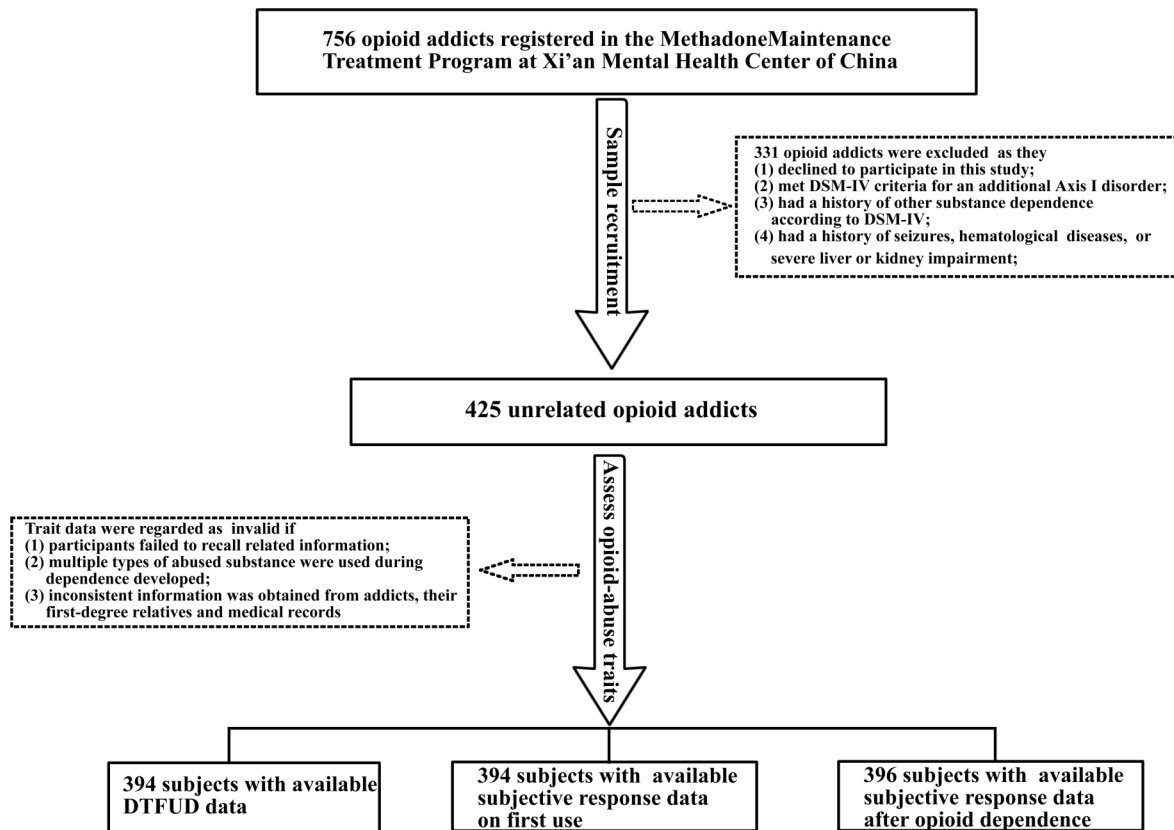 756 opioid addicts registered in the MethadoneMaintenance
Treatment Program at Xi'an Mental Health Center of China
Sample recruitment
331 opioid addicts were excluded as they
(1) declined to participate in this study;
(2) met DSM-IV criteria for an additional Axis I disorder;
(3) had a history of other substance dependence
according to DSM-IV;
(4) had a history of seizures, hematological diseases, or
severe liver or kidney impairment;
425 unrelated opioid addicts
Assess opioid-abuse traits
Trait data were regarded as invalid if
(1) participants failed to recall related information;
(2) multiple types of abused substance were used during
dependence developed;
(3) inconsistent information was obtained from addicts, their
first-degree relatives and medical records
394 subjects with available
DTFUD data
394 subjects with available
subjective response data
on first use
396 subjects with available
subjective response data
after opioid dependence